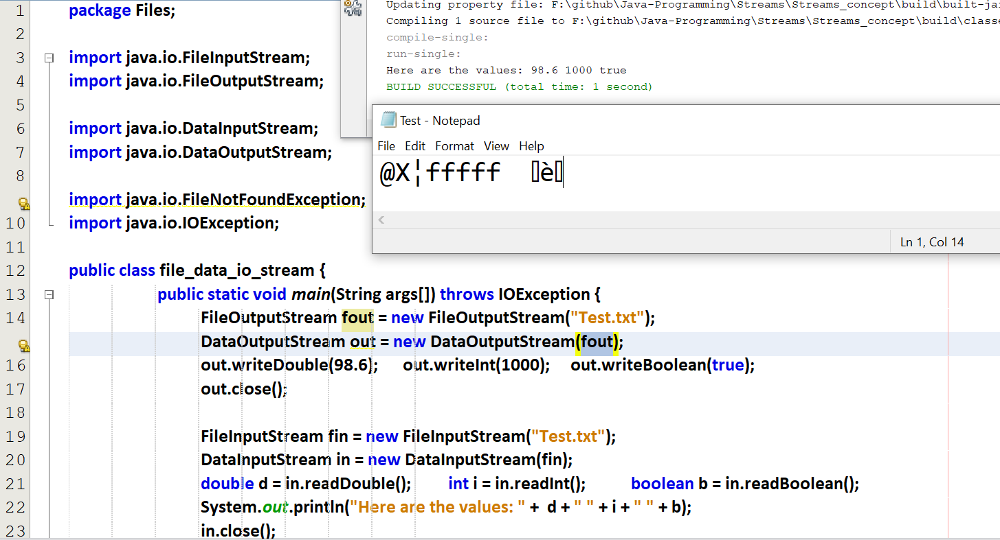 1 package Files;
2
3 import java.io.FileInputStream;
4 import java.io.FileOutputStream;
5
6 import java.io.DataInputStream;
7 import java.io.DataOutputStream;
8
import java.io.FileNotFoundException;
10 import java.io.IOException;
11
12 public class file_data_io_stream {
13 public static void main(String args[]) throws IOException {
14 FileOutputStream fout = new FileOutputStream("Test.txt");
DataOutputStream out = new DataOutputStream(fout);
16 out.writeDouble(98.6); out.writeInt(1000); out.writeBoolean(true);
17 out.close();
18
19 FileInputStream fin = new FileInputStream("Test.txt");
20 DataInputStream in = new DataInputStream(fin);
21 double d = in.readDouble(); int i = in.readInt(); boolean b = in.readBoolean();
22 System.out.println("Here are the values: " + d + " " + i + " " + b);
23 in.close();
Updating property file: F:\github\Java-Programming\Streams\Streams_concept\build\built-ja
Compiling 1 source file to F:\github\Java-Programming\Streams\Streams_concept\build\classe
compile-single:
run-single:
Here are the values: 98.6 1000 true
BUILD SUCCESSFUL (total time: 1 second)
Test - Notepad
File Edit Format View Help
@X¦fffff è
Ln 1, Col 14